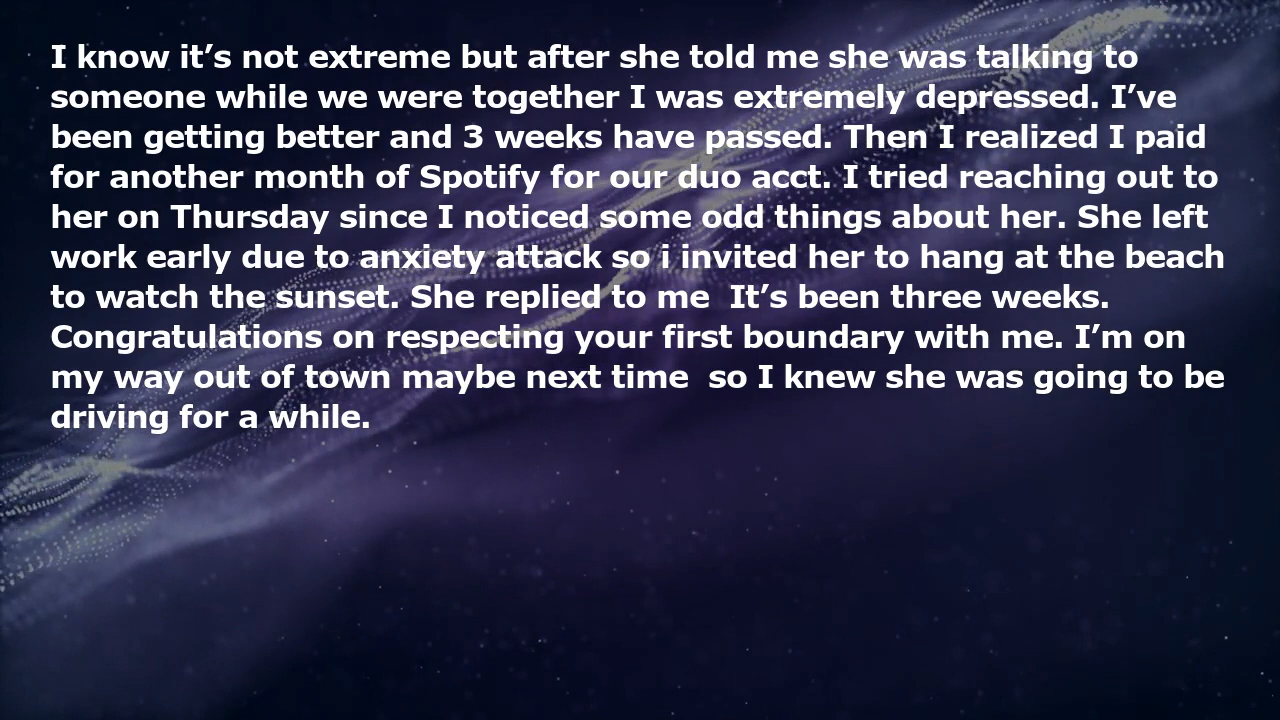 I know it’s not extreme but after she told me she was talking to
someone while we were together I was extremely depressed. I’ve
been getting better and 3 weeks have passed. Then I realized I paid
for another month of Spotify for our duo acct. I tried reaching out to
her on Thursday since I noticed some odd things about her. She left
work early due to anxiety attack so i invited her to hang at the beach
to watch the sunset. She replied to me  It’s been three weeks.
Congratulations on respecting your first boundary with me. I’m on
my way out of town maybe next time  so I knew she was going to be
driving for a while.